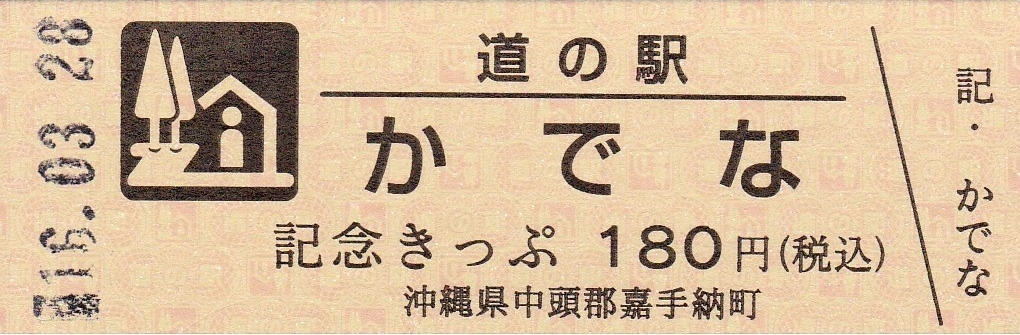 '16.03 28
道の駅
かでな
記念きっぷ 180円(税込)
沖縄県中頭郡嘉手納町
記・かでな